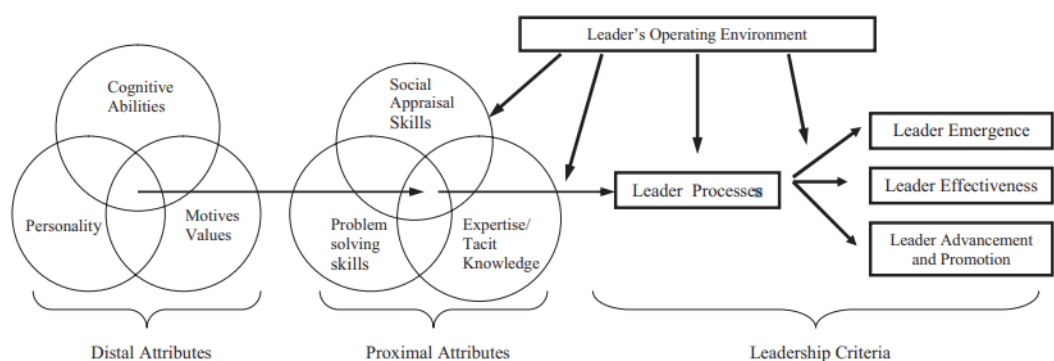 Leader's Operating Environment
Cognitive
Abilities
Social
Appraisal
Skills
Leader Emergence
Leader Processes
Leader Effectiveness
Personality
Motives
Values
Problem
solving
skills
Expertise/
Tacit
Knowledge
Leader Advancement
and Promotion
Distal Attributes
Proximal Attributes
Leadership Criteria